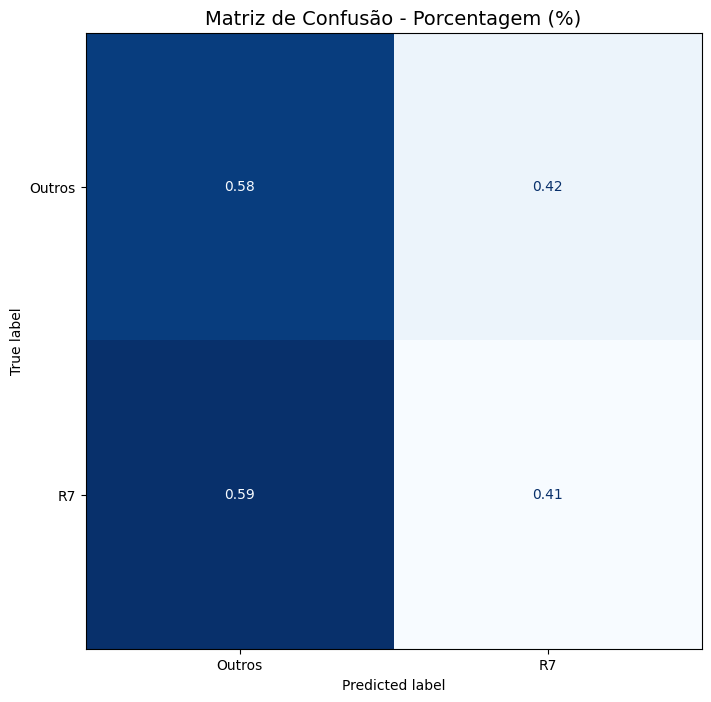 Matriz de Confusão - Porcentagem (%)
Outros
0.58
0.42
True label
R7
0.59
0.41
Outros
R7
Predicted label